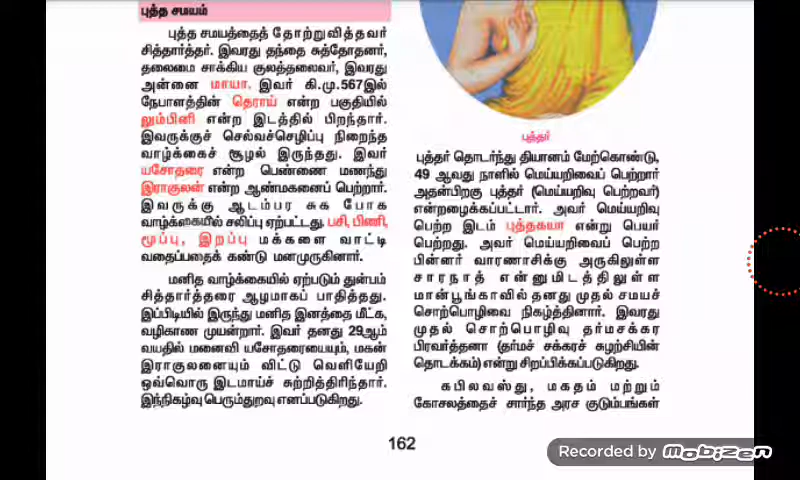 புத்த சமயம்
புத்த சமயத்தைத் தோற்றுவித்தவர்
சித்தார்த்தர். இவரது தந்தை சுத்தோதனர்,
தலைமை சாக்கிய குலத்தலைவர், இவரது
அன்னை மாயா. இவர் கி.மு.567இல்
நேபாளத்தின் தெராய் என்ற பகுதியில்
லும்பினி என்ற இடத்தில் பிறந்தார்.
இவருக்குச் செல்வச்செழிப்பு நிறைந்த
வாழ்க்கைச் சூழல் இருந்தது. இவர்
யசோதரை என்ற பெண்ணை மணந்து
இராகுலன் என்ற ஆண்மகனைப் பெற்றார்.
இவருக்கு ஆடம்பர சுக போக
வாழ்க்கையில் சலிப்பு ஏற்பட்டது. பசி, பிணி,
மூப்பு, இறப்பு மக்களை வாட்டி
வதைப்பதைக் கண்டு மனமுருகினார்.
மனித வாழ்க்கையில் ஏற்படும் துன்பம்
சித்தார்த்தரை ஆழமாகப் பாதித்தது.
இப்பிடியில் இருந்து மனித இனத்தை மீட்க,
வழிகாண முயன்றார். இவர் தனது 29ஆம்
வயதில் மனைவி யசோதரையையும், மகன்
இராகுலனையும் விட்டு வெளியேறி
ஒவ்வொரு இடமாய்ச் சுற்றித்திரிந்தார்.
இந்நிகழ்வு பெருந்துறவு எனப்படுகிறது.
புத்தர்
புத்தர் தொடர்ந்து தியானம் மேற்கொண்டு,
49 ஆவது நாளில் மெய்யறிவைப் பெற்றார்
அதன்பிறகு புத்தர் (மெய்யறிவு பெற்றவர்)
என்றழைக்கப்பட்டார். அவர் மெய்யறிவு
பெற்ற இடம் புத்தகயா என்று பெயர்
பெற்றது. அவர் மெய்யறிவைப் பெற்ற
பின்னர் வாரணாசிக்கு அருகிலுள்ள
சாரநாத் என்னுமிடத்திலுள்ள
மான்பூங்காவில் தனது முதல் சமயச்
சொற்பொழிவை நிகழ்த்தினார். இவரது
முதல் சொற்பொழிவு தர்மசக்கர
பிரவர்த்தனா (தர்மச் சக்கரச் சுழற்சியின்
தொடக்கம்) என்று சிறப்பிக்கப்படுகிறது.
கபிலவஸ்து, மகதம் மற்றும்
கோசலத்தைச் சார்ந்த அரச குடும்பங்கள்
162
Recorded by Mobizen